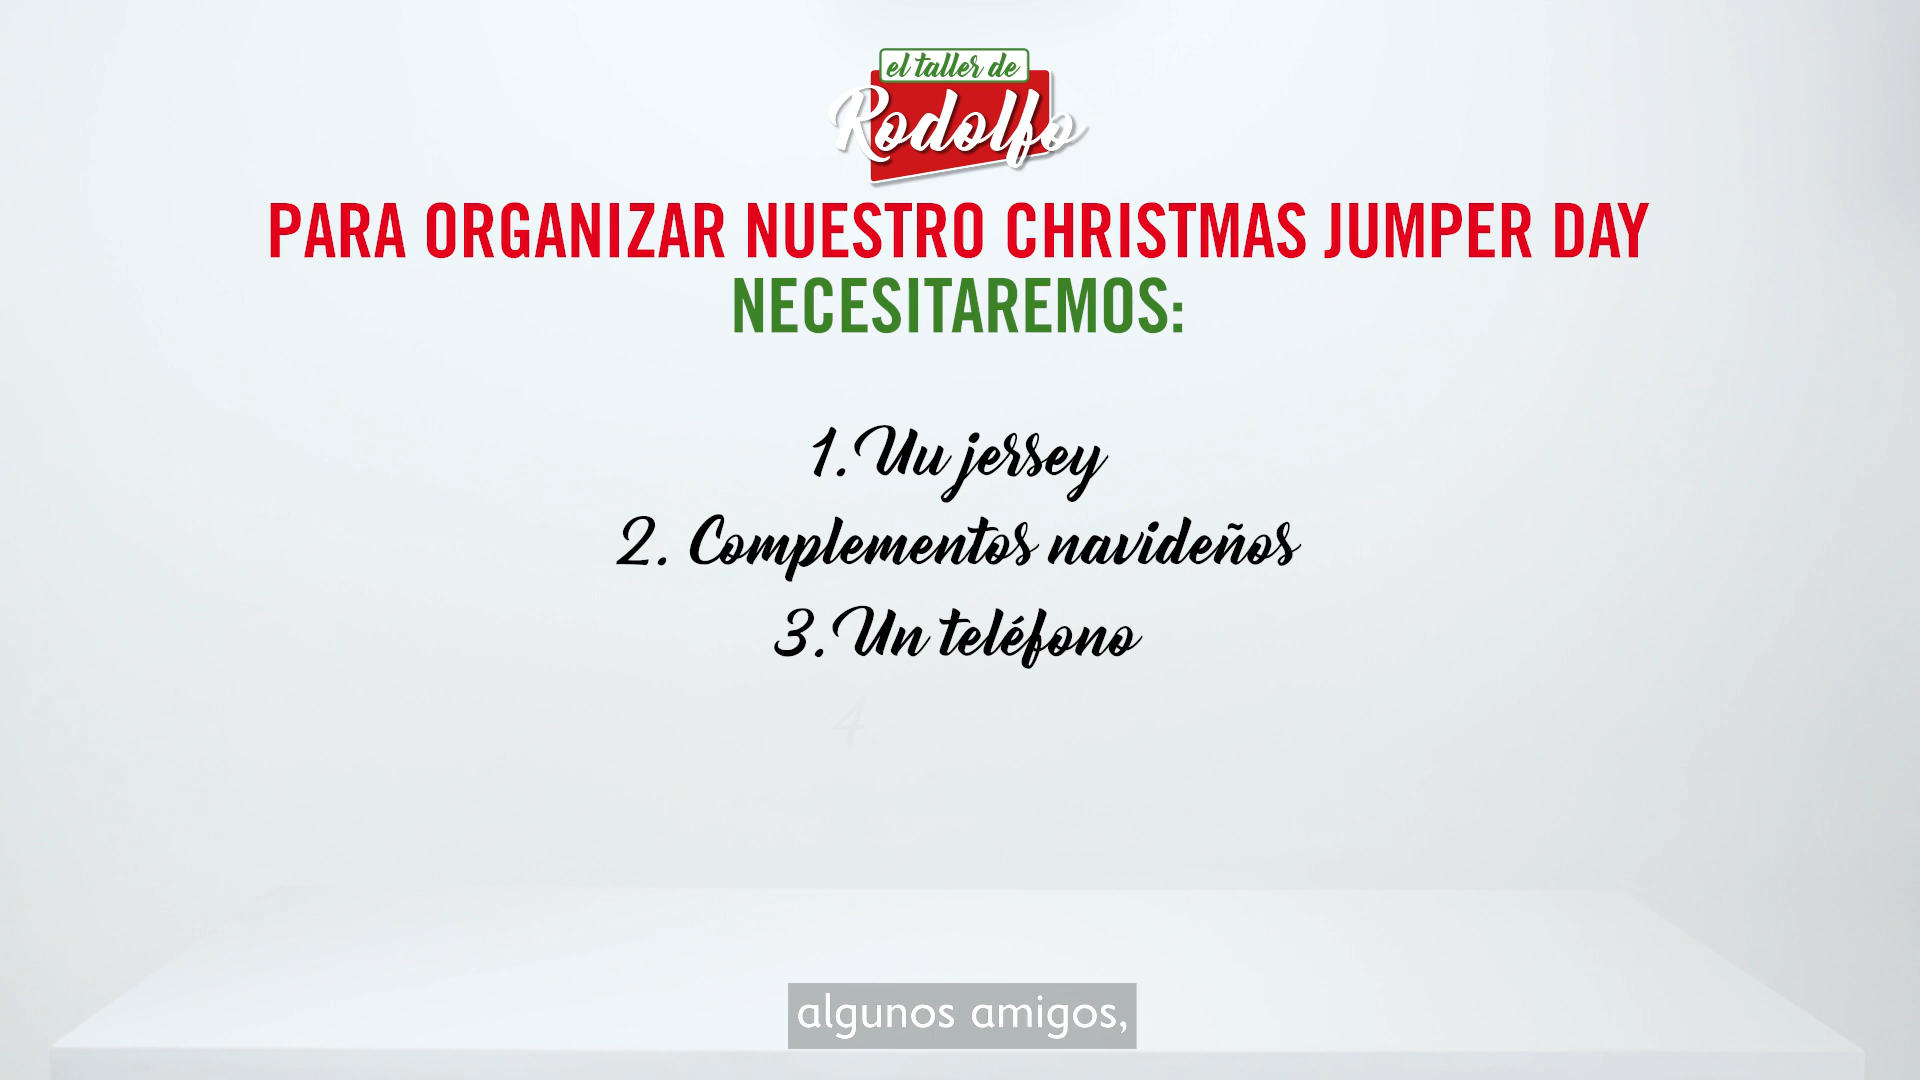 el taller de
Rodolfo
PARA ORGANIZAR NUESTRO CHRISTMAS JUMPER DAY
NECESITAREMOS:
1. Uu jersey
2. Complementos navideños
3. Un teléfono
4
algunos amigos,